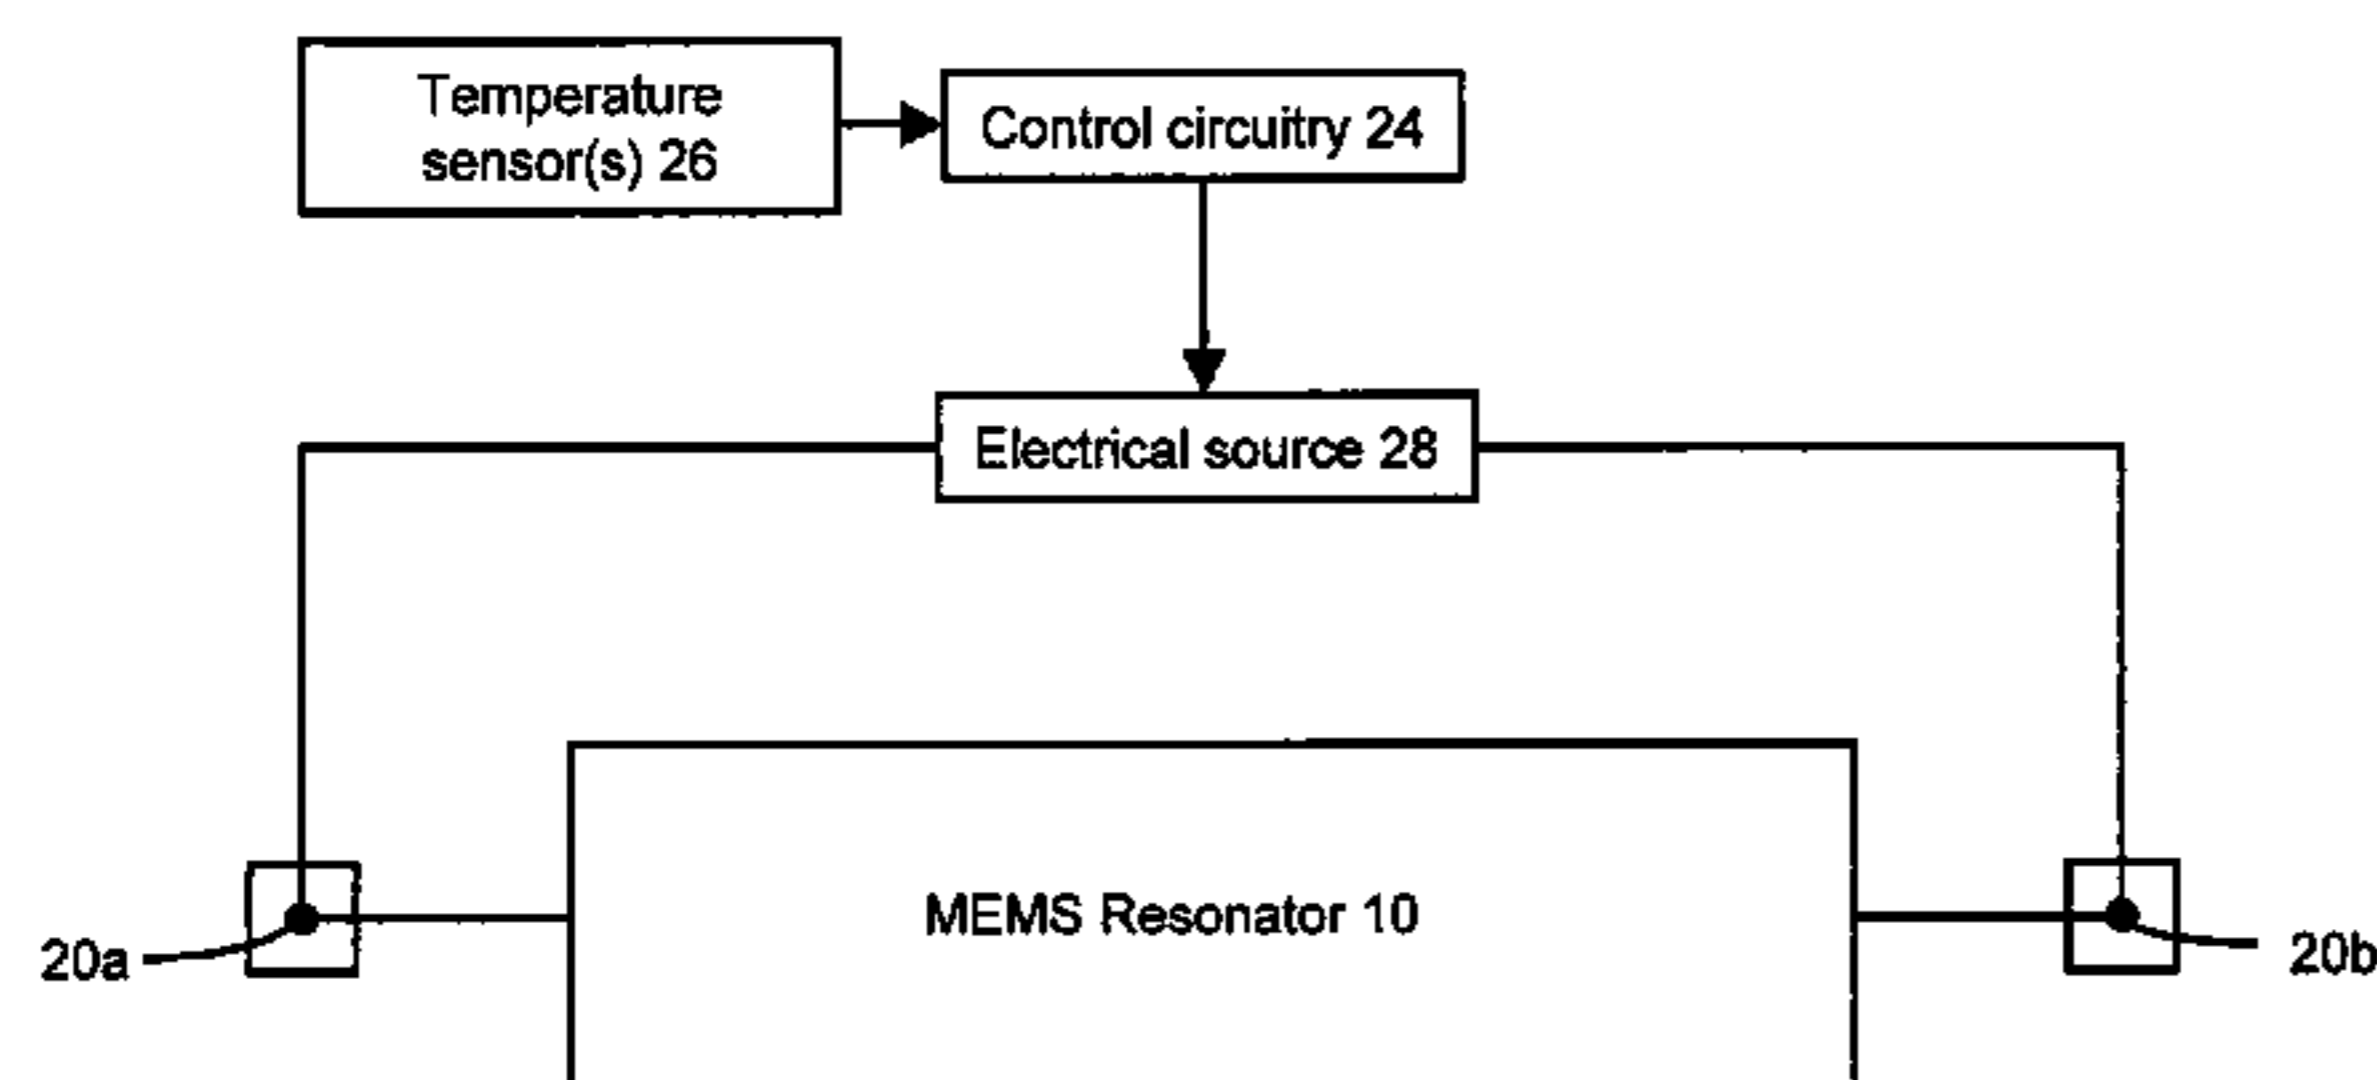 Temperature
sensor(s) 26
Control circuitry 24
Electrical source 28
MEMS Resonator 10
20a
20b